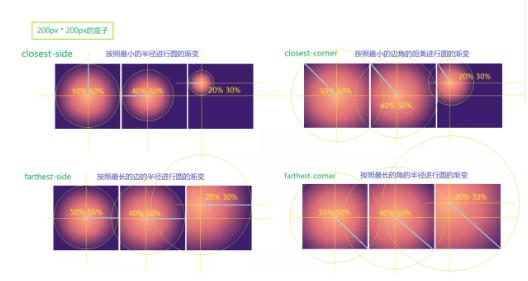 200px * 200px的盒子
closest-side 按照最小的半径进行圆的渐变
50% 50% 40% 50% 20% 30%
closest-corner 按照最小的边角的距离进行圆的渐变
50% 50% 40% 50% 20% 30%
farthest-side 按照最长的边的半径进行圆的渐变
50% 50% 40% 50% 20% 30%
farthest-corner 按照最长的角的半径进行圆的渐变
50% 50% 40% 50% 20% 30%